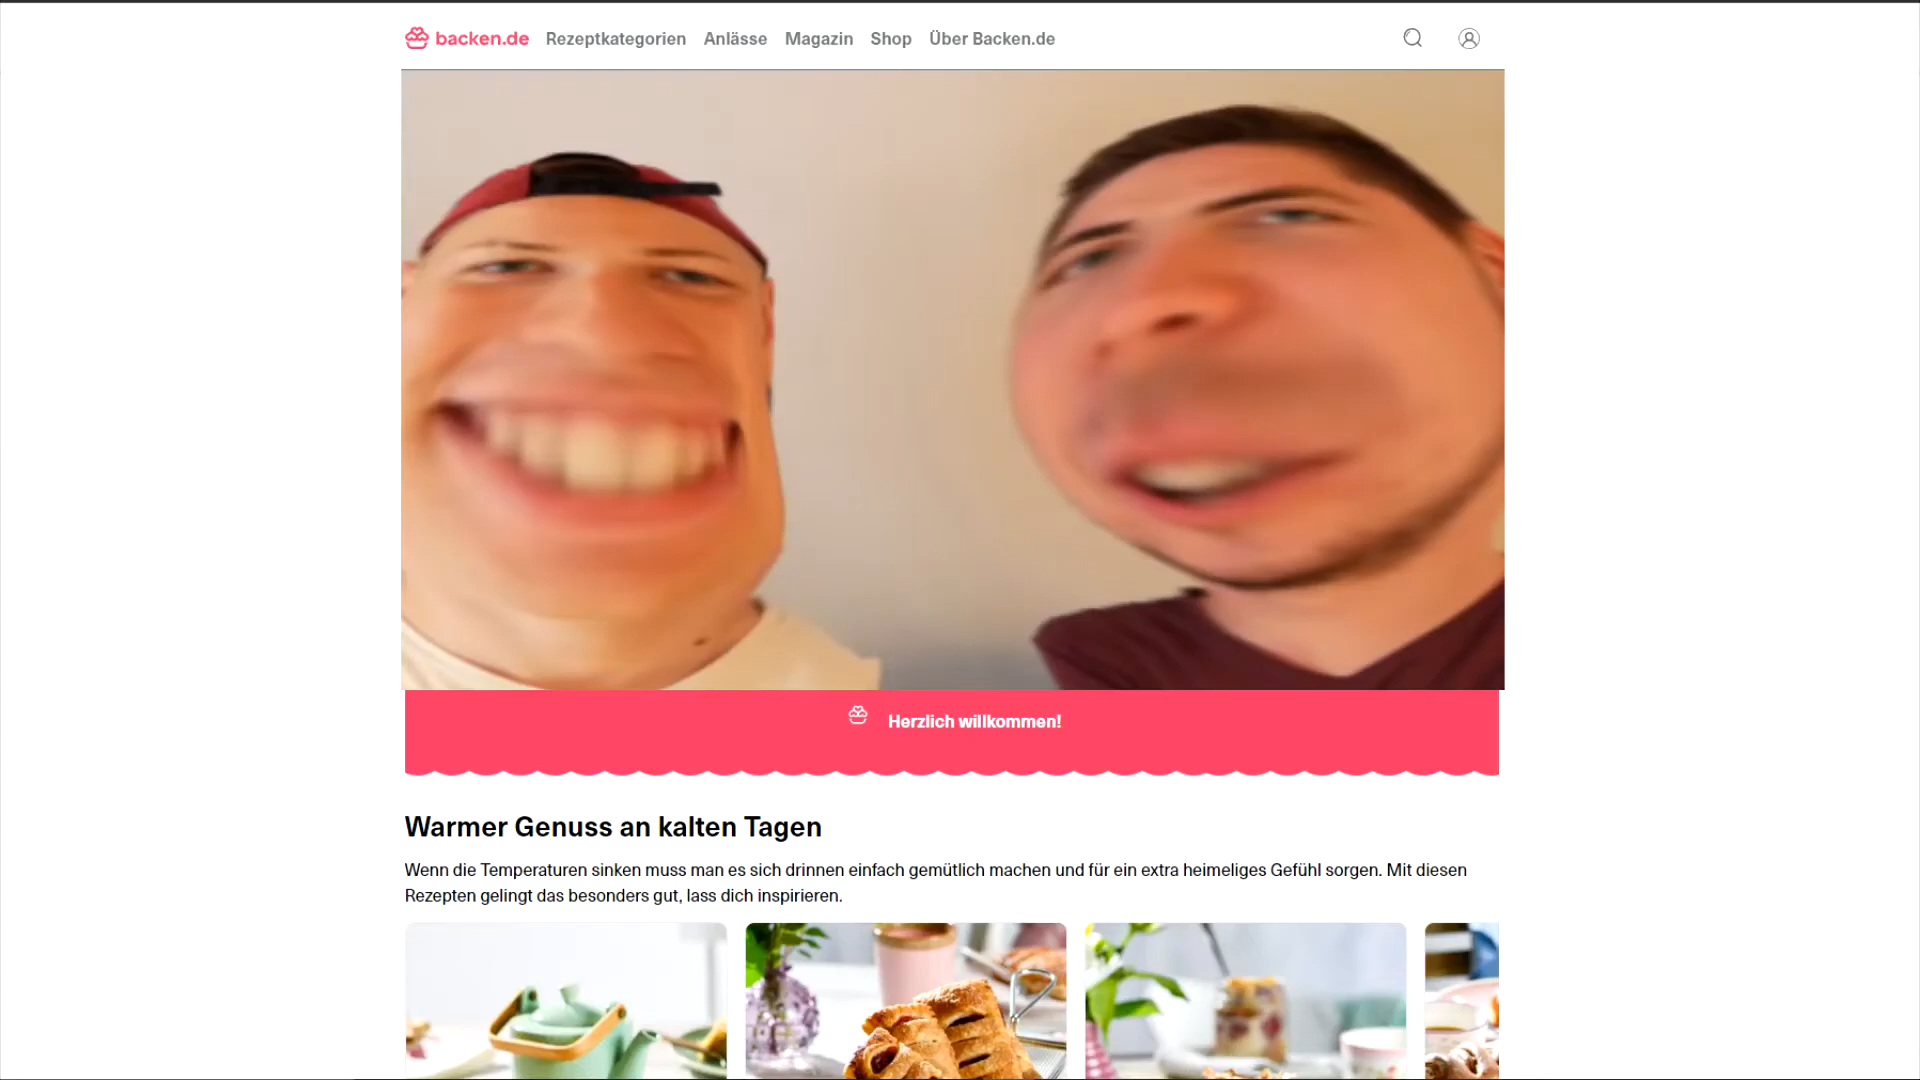 backen.de Rezeptkategorien Anlässe Magazin Shop Über Backen.de
Herzlich willkommen!
Warmer Genuss an kalten Tagen
Wenn die Temperaturen sinken muss man es sich drinnen einfach gemütlich machen und für ein extra heimeliges Gefühl sorgen. Mit diesen
Rezepten gelingt das besonders gut, lass dich inspirieren.